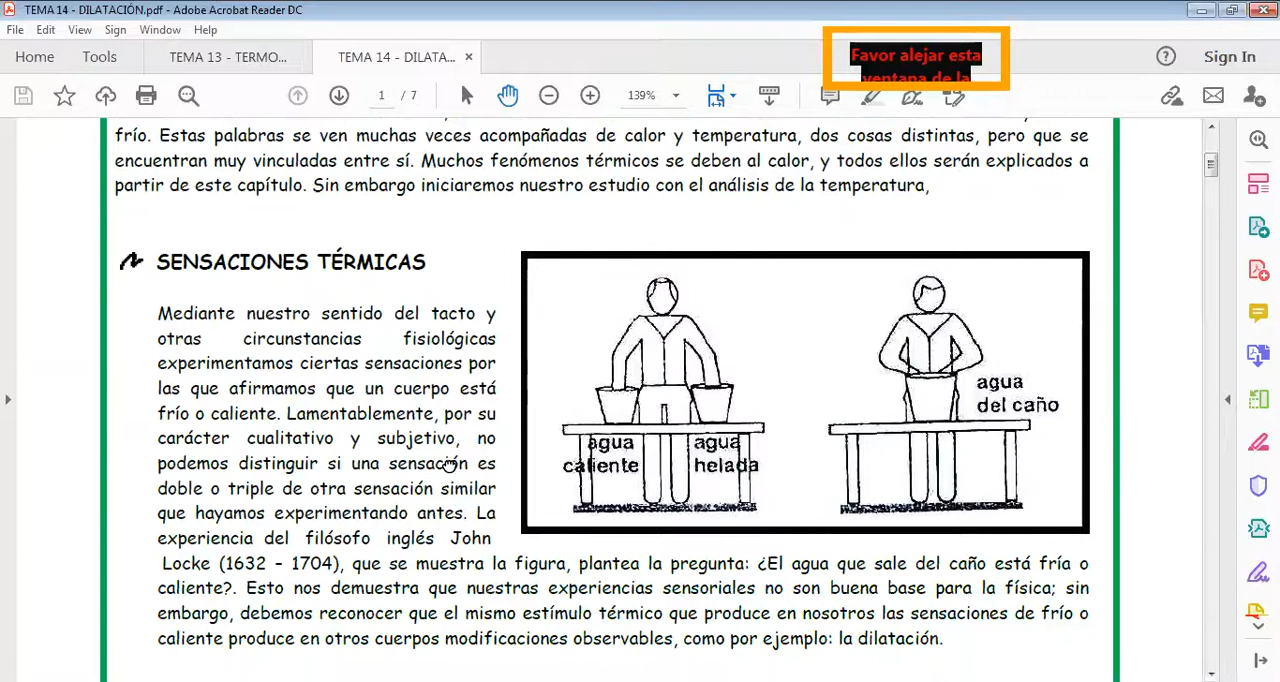 TEMA 14 - DILATACIÓN.pdf - Adobe Acrobat Reader DC
File Edit View Sign Window Help
Home Tools TEMA 13 - TERMO... TEMA 14 - DILATA... × Sign In
Favor alejar esta
ventana de la
1 / 7 139%
frío. Estas palabras se ven muchas veces acompañadas de calor y temperatura, dos cosas distintas, pero que se
encuentran muy vinculadas entre sí. Muchos fenómenos térmicos se deben al calor, y todos ellos serán explicados a
partir de este capítulo. Sin embargo iniciaremos nuestro estudio con el análisis de la temperatura,
SENSACIONES TÉRMICAS
Mediante nuestro sentido del tacto y
otras circunstancias fisiológicas
experimentamos ciertas sensaciones por
las que afirmamos que un cuerpo está
frío o caliente. Lamentablemente, por su
carácter cualitativo y subjetivo, no
podemos distinguir si una sensación es
doble o triple de otra sensación similar
que hayamos experimentando antes. La
experiencia del filósofo inglés John
Locke (1632 – 1704), que se muestra la figura, plantea la pregunta: ¿El agua que sale del caño está fría o
caliente?. Esto nos demuestra que nuestras experiencias sensoriales no son buena base para la física; sin
embargo, debemos reconocer que el mismo estímulo térmico que produce en nosotros las sensaciones de frío o
caliente produce en otros cuerpos modificaciones observables, como por ejemplo: la dilatación.
agua
caliente
agua
helada
agua
del caño